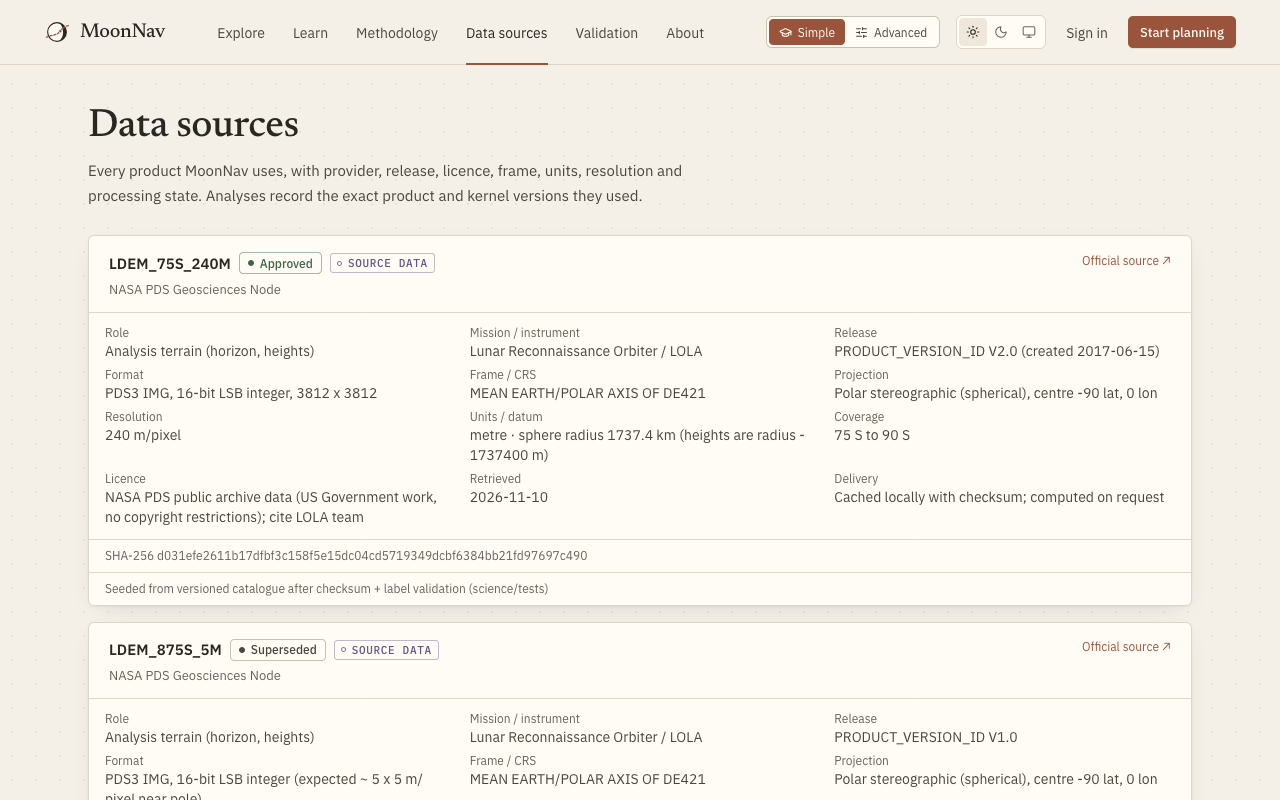 MoonNav
Explore
Learn
Methodology
Data sources
Validation
About
Simple
Advanced
Sign in
Start planning
Data sources
Every product MoonNav uses, with provider, release, licence, frame, units, resolution and
processing state. Analyses record the exact product and kernel versions they used.
LDEM_75S_240M
Approved
SOURCE DATA
Official source ↗
NASA PDS Geosciences Node
Role
Analysis terrain (horizon, heights)
Mission / instrument
Lunar Reconnaissance Orbiter / LOLA
Release
PRODUCT_VERSION_ID V2.0 (created 2017-06-15)
Format
PDS3 IMG, 16-bit LSB integer, 3812 x 3812
Frame / CRS
MEAN EARTH/POLAR AXIS OF DE421
Projection
Polar stereographic (spherical), centre -90 lat, 0 lon
Resolution
240 m/pixel
Units / datum
metre · sphere radius 1737.4 km (heights are radius -
1737400 m)
Coverage
75 S to 90 S
Licence
NASA PDS public archive data (US Government work,
no copyright restrictions); cite LOLA team
Retrieved
2026-11-10
Delivery
Cached locally with checksum; computed on request
SHA-256 d031efe2611b17dfbf3c158f5e15dc04cd5719349dcbf6384bb21fd97697c490
Seeded from versioned catalogue after checksum + label validation (science/tests)
LDEM_875S_5M
Superseded
SOURCE DATA
Official source ↗
NASA PDS Geosciences Node
Role
Analysis terrain (horizon, heights)
Mission / instrument
Lunar Reconnaissance Orbiter / LOLA
Release
PRODUCT_VERSION_ID V1.0
Format
PDS3 IMG, 16-bit LSB integer (expected ~ 5 x 5 m/
pixel near pole)
Frame / CRS
MEAN EARTH/POLAR AXIS OF DE421
Projection
Polar stereographic (spherical), centre -90 lat, 0 lon